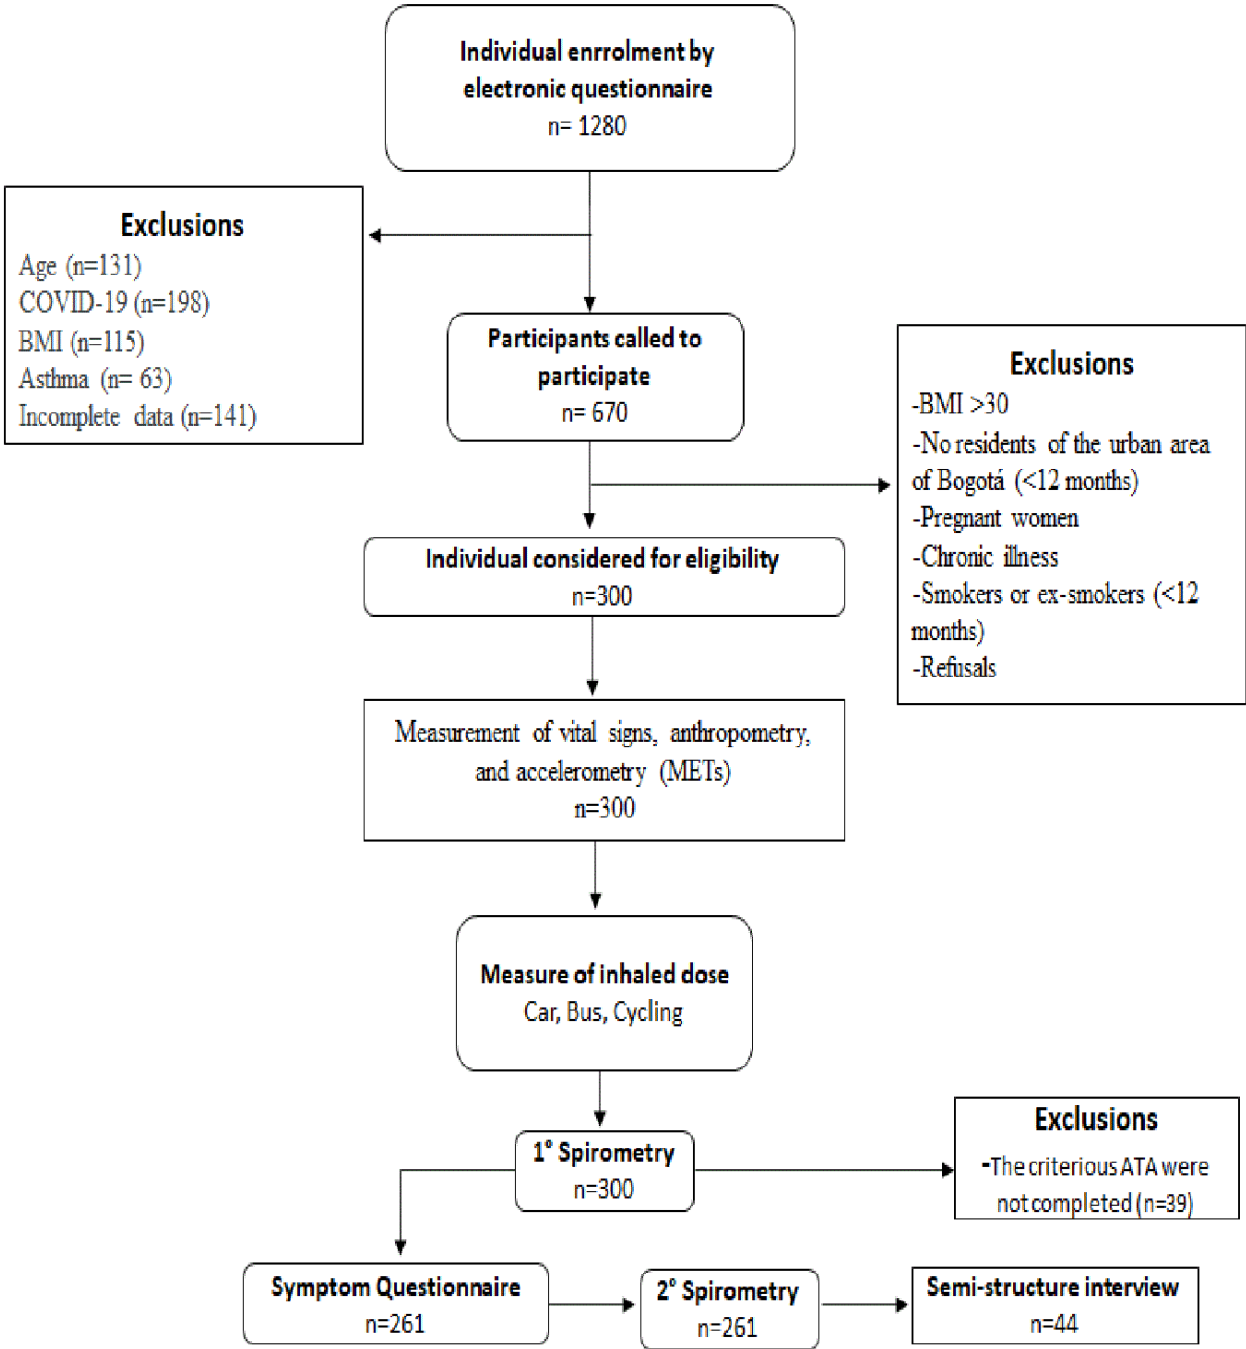 Individual enrrolment by
electronic questionnaire
n= 1280
Exclusions
Age (n=131)
COVID-19 (n=198)
BMI (n=115)
Asthma (n= 63)
Incomplete data (n=141)
Participants called to
participate
n= 670
Exclusions
-BMI >30
-No residents of the urban area
of Bogotá (<12 months)
-Pregnant women
-Chronic illness
-Smokers or ex-smokers (<12
months)
-Refusals
Individual considered for eligibility
n=300
Measurement of vital signs, anthropometry,
and accelerometry (METs)
n=300
Measure of inhaled dose
Car, Bus, Cycling
1° Spirometry
n=300
Exclusions
-The criterious ATA were
not completed (n=39)
Symptom Questionnaire
n=261
2° Spirometry
n=261
Semi-structure interview
n=44